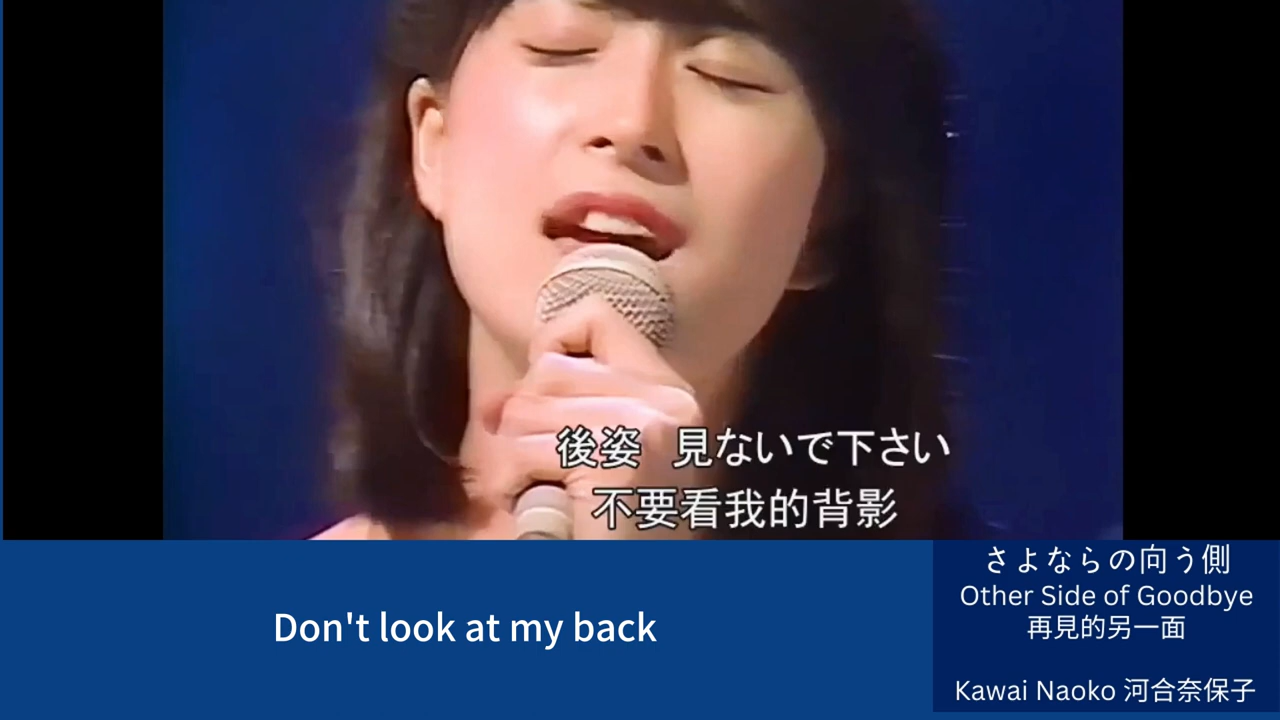 後姿 見ないで下さい
不要看我的背影
Don't look at my back
さよならの向う側
Other Side of Goodbye
再見的另一面
Kawai Naoko 河合奈保子